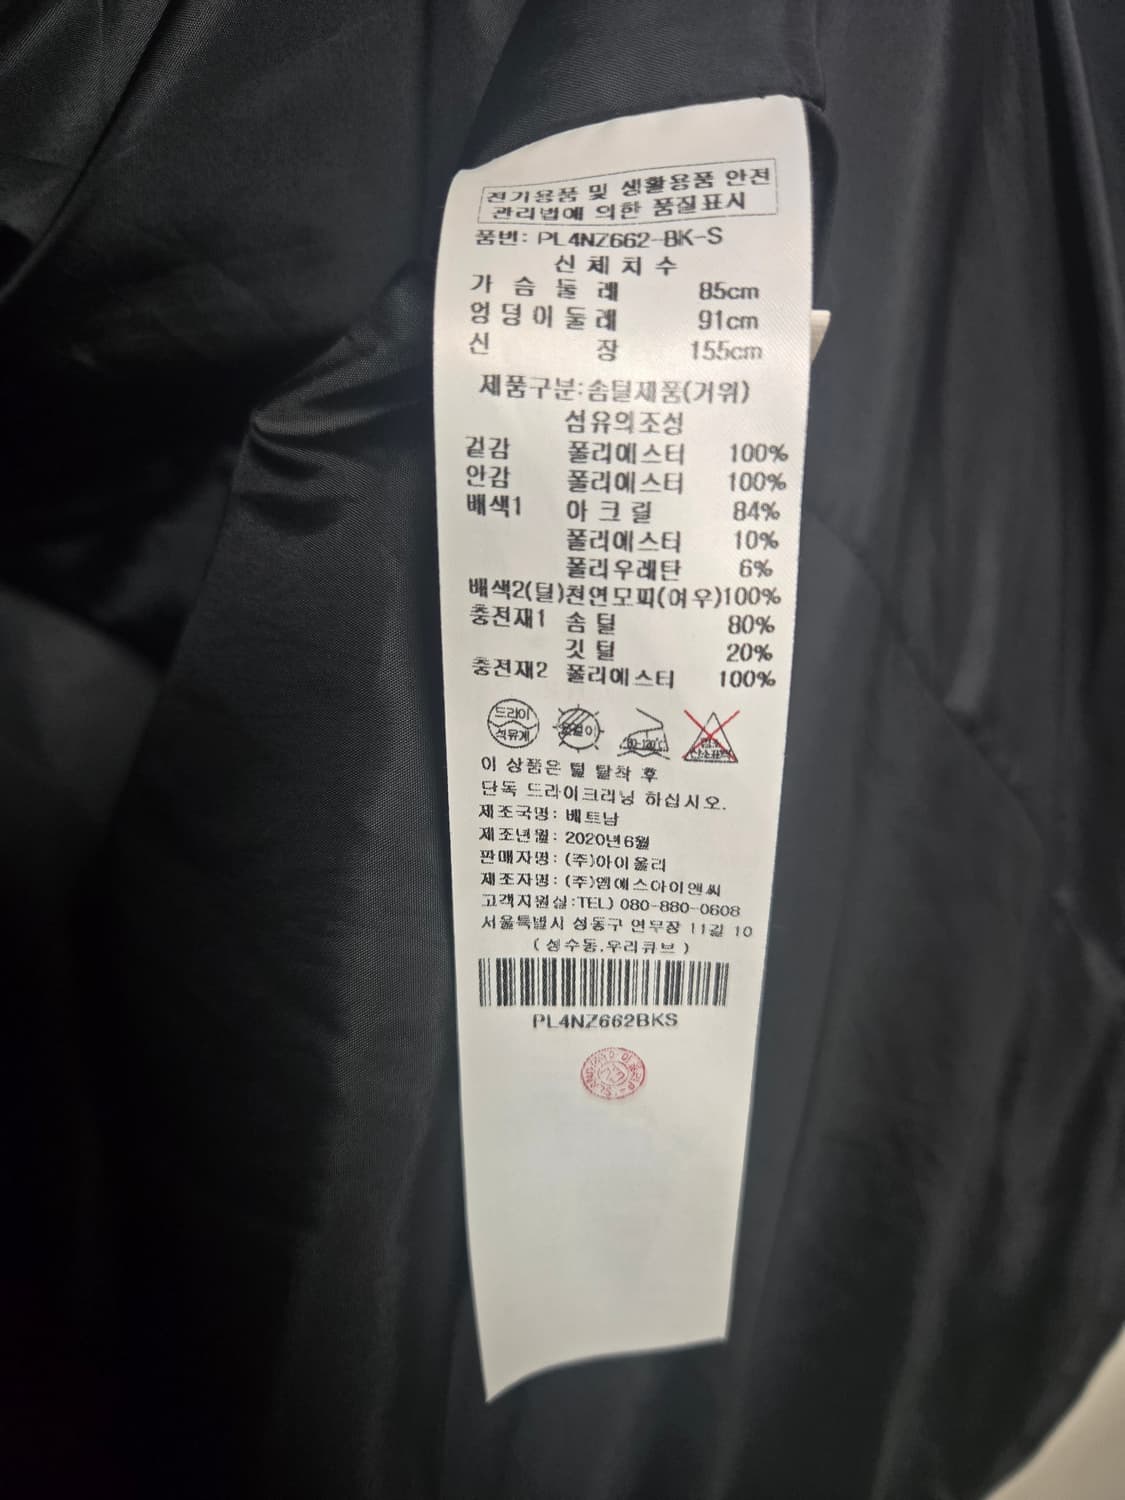 전기용품 및 생활용품 안전
관리법에 의한 품질표시
품번: PL4NZ662-BK-S
신체치수
가슴둘레 85cm
엉덩이둘레 91cm
신장 155cm
제품구분:솜털제품(거위)
섬유의조성
겉감 폴리에스터 100%
안감 폴리에스터 100%
배색1 아크릴 84%
폴리에스터 10%
폴리우레탄 6%
배색2(털)천연모피(여우)100%
충전재1 솜털 80%
깃털 20%
충전재2 폴리에스터 100%
드라이
석유계
이 상품은 털 탈착 후
단독 드라이크리닝 하십시오.
제조국명: 베트남
제조년월: 2020년6월
판매자명: (주)아이올리
제조자명: (주)엠에스아이앤씨
고객지원실:TEL) 080-880-0608
서울특별시 성동구 연무장 11길 10
(성수동,우리큐브)
PL4NZ662BKS